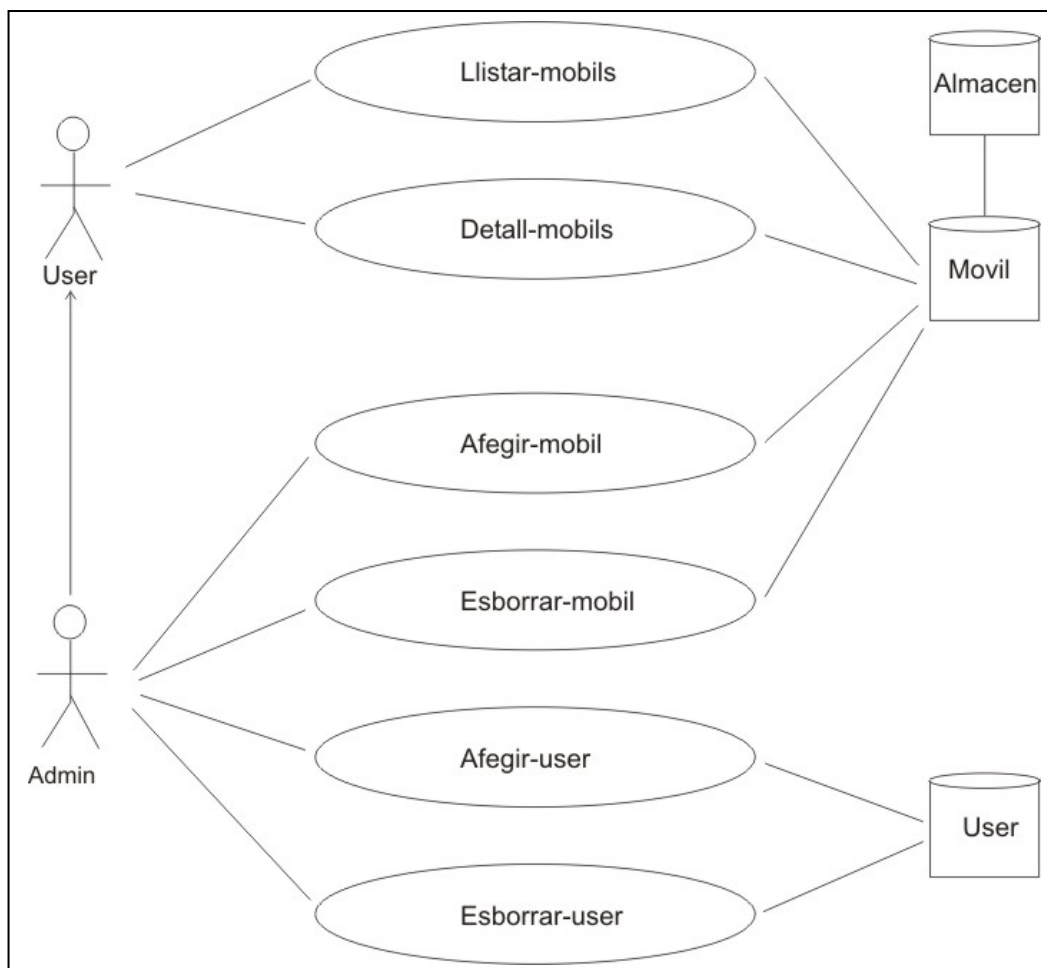 Llistar-mobils
Almacen
Detall-mobils
Movil
User
Afegir-mobil
Esborrar-mobil
Admin
Afegir-user
User
Esborrar-user